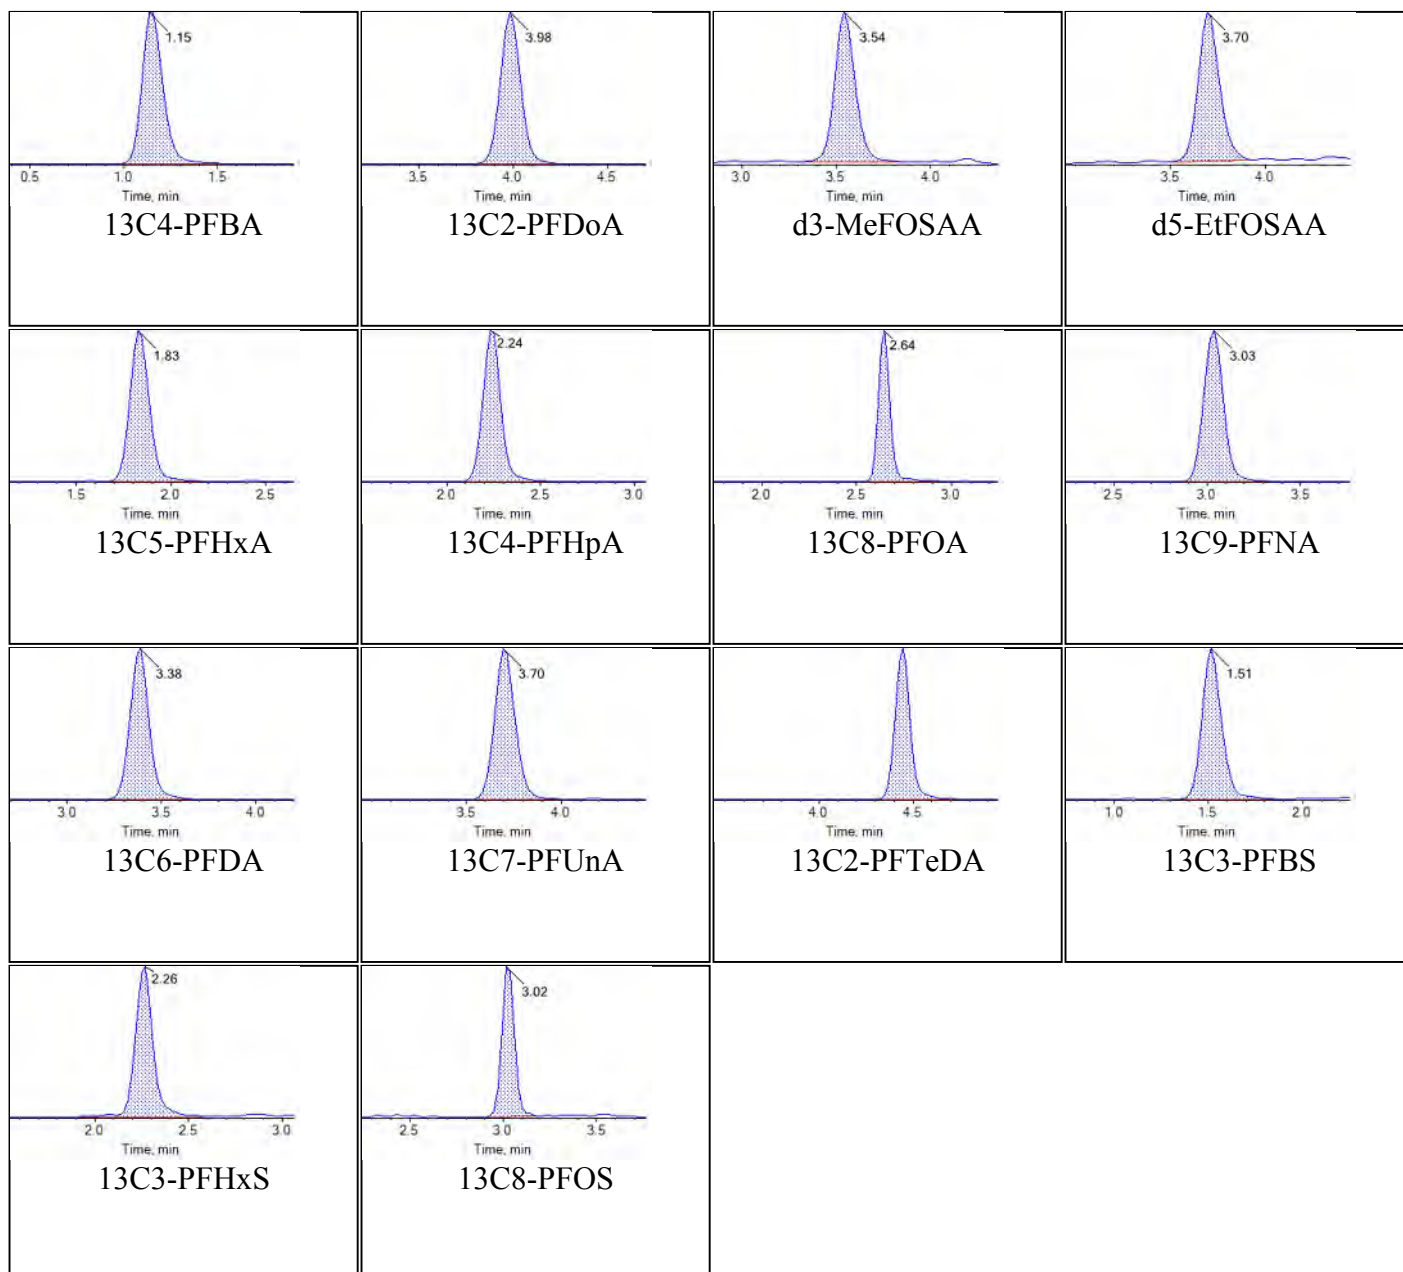 1.15
0.5 1.0 1.5
Time, min
13C4-PFBA
3.98
3.5 4.0 4.5
Time, min
13C2-PFDoA
3.54
3.0 3.5 4.0
Time, min
d3-MeFOSAA
3.70
3.5 4.0
Time, min
d5-EtFOSAA
1.83
1.5 2.0 2.5
Time, min
13C5-PFHxA
2.24
2.0 2.5 3.0
Time, min
13C4-PFHpA
2.64
2.0 2.5 3.0
Time, min
13C8-PFOA
3.03
2.5 3.0 3.5
Time, min
13C9-PFNA
3.38
3.0 3.5 4.0
Time, min
13C6-PFDA
3.70
3.5 4.0
Time, min
13C7-PFUnA
4.0 4.5
Time, min
13C2-PFTeDA
1.51
1.0 1.5 2.0
Time, min
13C3-PFBS
2.26
2.0 2.5 3.0
Time, min
13C3-PFHxS
3.02
2.5 3.0 3.5
Time, min
13C8-PFOS